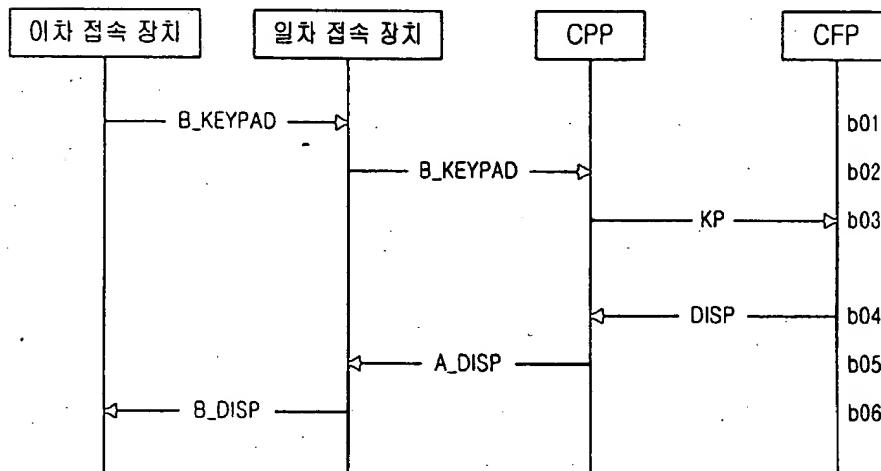 이차 접속 장치
일차 접속 장치
CPP
CFP
B_KEYPAD
b01
B_KEYPAD
b02
KP
b03
DISP
b04
A_DISP
b05
B_DISP
b06